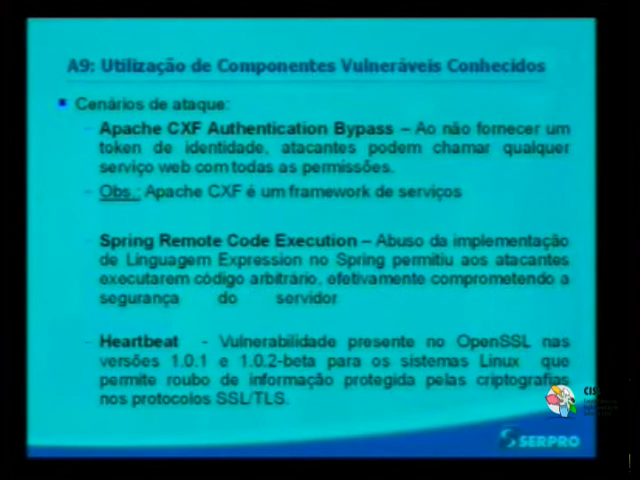 A9: Utilização de Componentes Vulneráveis Conhecidos
Cenários de ataque:
– Apache CXF Authentication Bypass – Ao não fornecer um
token de identidade, atacantes podem chamar qualquer
serviço web com todas as permissões.
– Obs.: Apache CXF é um framework de serviços
– Spring Remote Code Execution – Abuso da implementação
de Linguagem Expression no Spring permitiu aos atacantes
executarem código arbitrário, efetivamente comprometendo a
segurança do servidor
– Heartbeat - Vulnerabilidade presente no OpenSSL nas
versões 1.0.1 e 1.0.2-beta para os sistemas Linux que
permite roubo de informação protegida pelas criptografias
nos protocolos SSL/TLS.
SERPRO